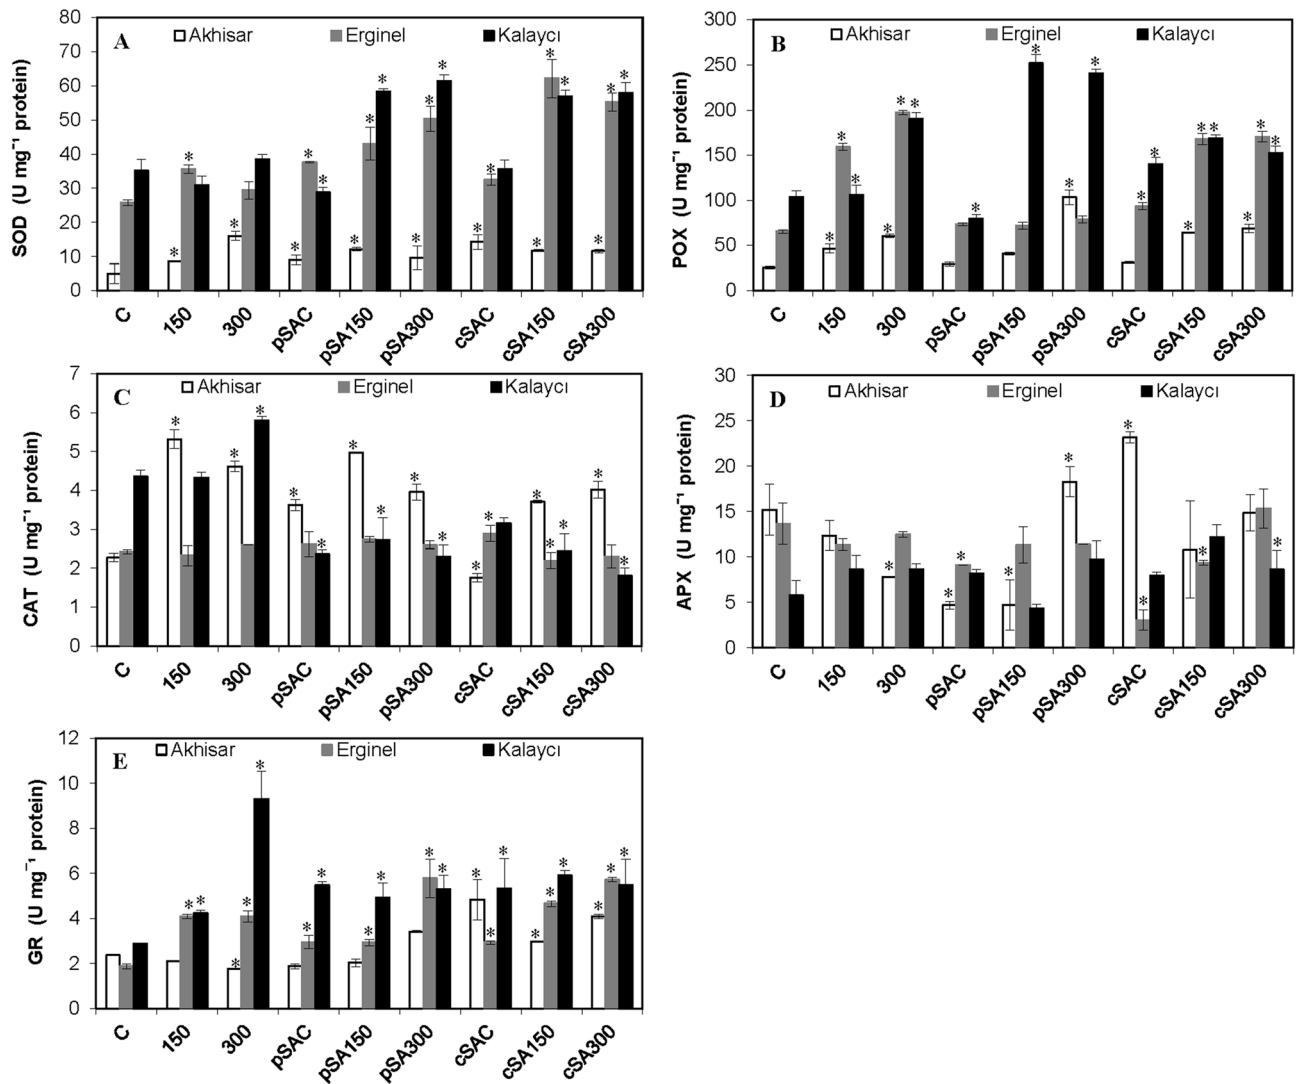 A
Akhisar Erginel Kalaycı
SOD (U mg⁻¹ protein)
80
70
60
50
40
30
20
10
0
C 150 300 pSAC pSA150 pSA300 cSAC cSA150 cSA300
B
Akhisar Erginel Kalaycı
POX (U mg⁻¹ protein)
300
250
200
150
100
50
0
C 150 300 pSAC pSA150 pSA300 cSAC cSA150 cSA300
C
Akhisar Erginel Kalaycı
CAT (U mg⁻¹ protein)
7
6
5
4
3
2
1
0
C 150 300 pSAC pSA150 pSA300 cSAC cSA150 cSA300
D
Akhisar Erginel Kalaycı
APX (U mg⁻¹ protein)
30
25
20
15
10
5
0
C 150 300 pSAC pSA150 pSA300 cSAC cSA150 cSA300
E
Akhisar Erginel Kalaycı
GR (U mg⁻¹ protein)
12
10
8
6
4
2
0
C 150 300 pSAC pSA150 pSA300 cSAC cSA150 cSA300